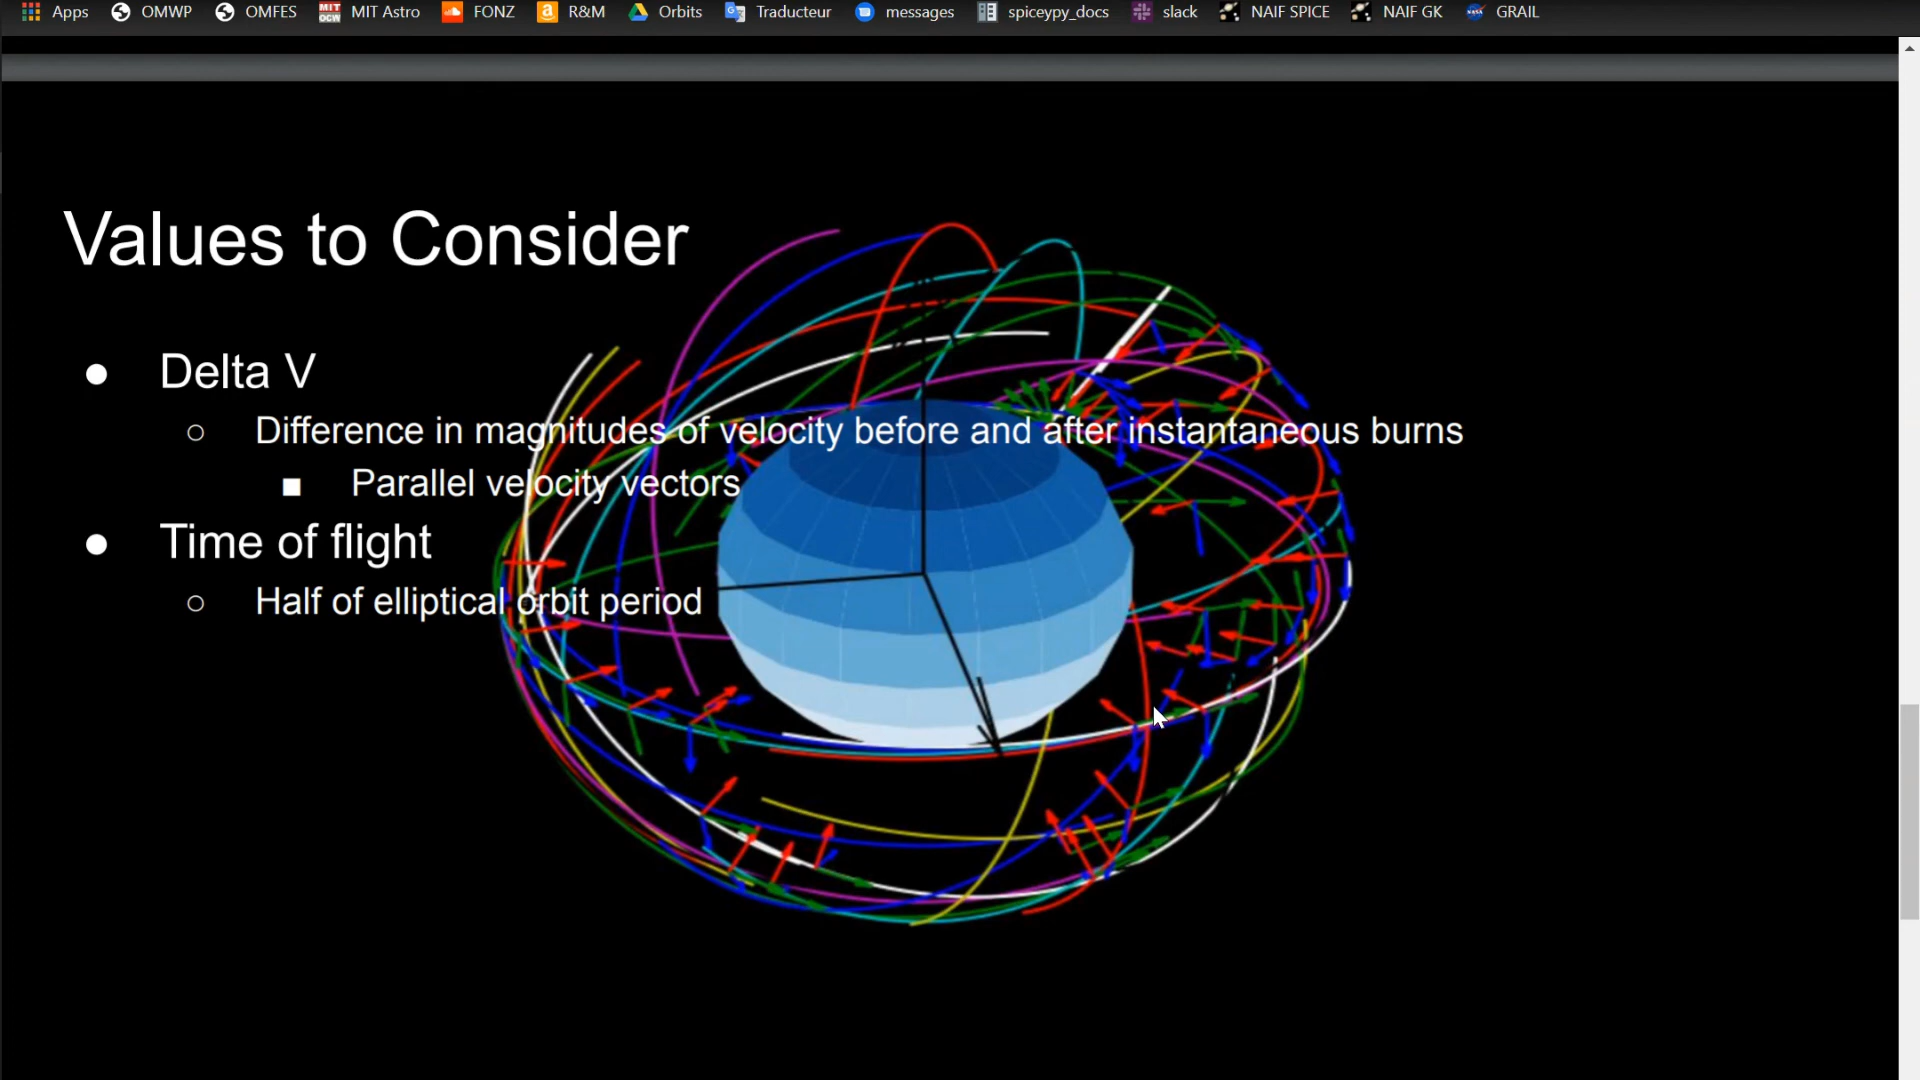 Apps OMWP OMFES MIT Astro FONZ R&M Orbits Traducteur messages spiceypy_docs slack NAIF SPICE NAIF GK GRAIL
Values to Consider
● Delta V
○ Difference in magnitudes of velocity before and after instantaneous burns
■ Parallel velocity vectors
● Time of flight
○ Half of elliptical orbit period